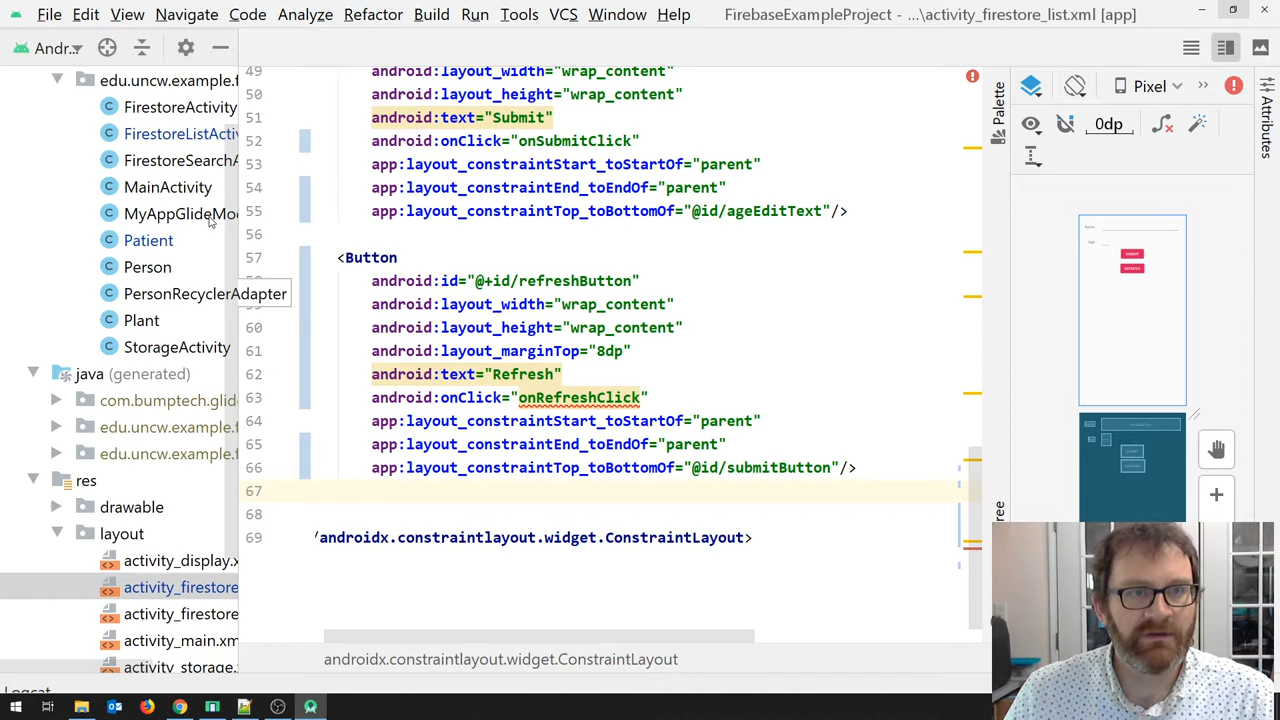 File Edit View Navigate Code Analyze Refactor Build Run Tools VCS Window Help FirebaseExampleProject - ...\activity_firestore_list.xml [app]
Andr...
Pixel
0dp
Palette
Attributes
edu.uncw.example.f
FirestoreActivity
FirestoreListActiv
FirestoreSearchA
MainActivity
MyAppGlideMod
Patient
Person
PersonRecyclerAdapter
Plant
StorageActivity
java (generated)
com.bumptech.glid
edu.uncw.example.f
edu.uncw.example.f
res
drawable
layout
activity_display.x
activity_firestore
activity_firestore
activity_main.xm
activity_storage.
49 android:layout_width="wrap_content"
50 android:layout_height="wrap_content"
51 android:text="Submit"
52 android:onClick="onSubmitClick"
53 app:layout_constraintStart_toStartOf="parent"
54 app:layout_constraintEnd_toEndOf="parent"
55 app:layout_constraintTop_toBottomOf="@id/ageEditText"/>
56
57 <Button
android:id="@+id/refreshButton"
59 android:layout_width="wrap_content"
60 android:layout_height="wrap_content"
61 android:layout_marginTop="8dp"
62 android:text="Refresh"
63 android:onClick="onRefreshClick"
64 app:layout_constraintStart_toStartOf="parent"
65 app:layout_constraintEnd_toEndOf="parent"
66 app:layout_constraintTop_toBottomOf="@id/submitButton"/>
67
68
69 /androidx.constraintlayout.widget.ConstraintLayout>
androidx.constraintlayout.widget.ConstraintLayout
Logcat